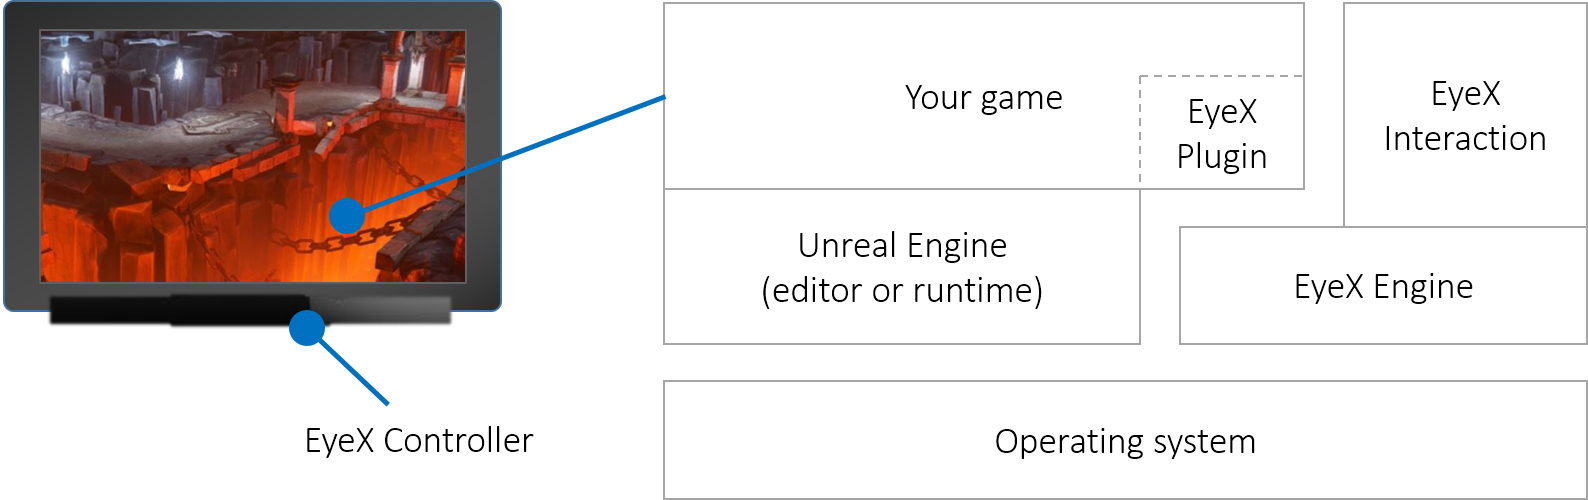 Your game
EyeX
Plugin
EyeX
Interaction
Unreal Engine
(editor or runtime)
EyeX Engine
EyeX Controller
Operating system